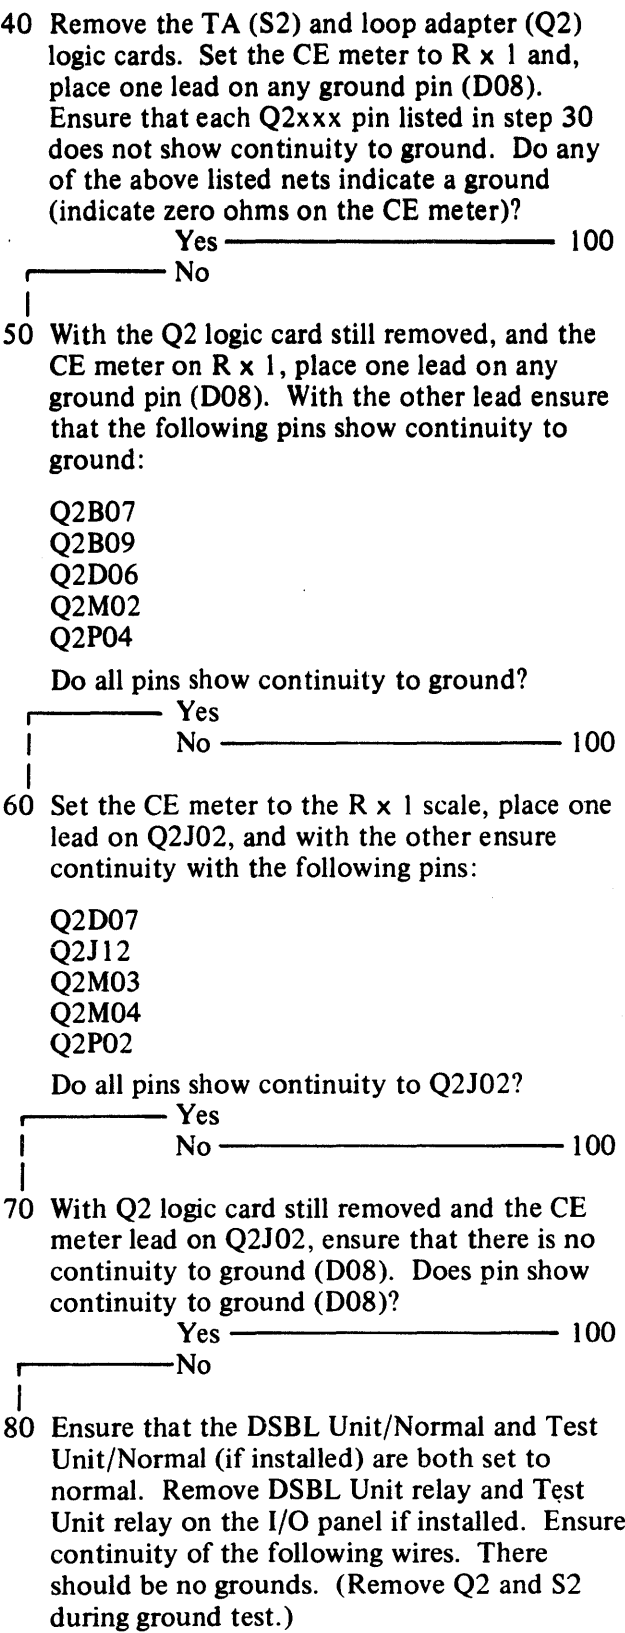 40 Remove the TA (S2) and loop adapter (Q2)
logic cards. Set the CE meter to R x 1 and,
place one lead on any ground pin (D08).
Ensure that each Q2xxx pin listed in step 30
does not show continuity to ground. Do any
of the above listed nets indicate a ground
(indicate zero ohms on the CE meter)?
Yes 100
No
50 With the Q2 logic card still removed, and the
CE meter on R x 1, place one lead on any
ground pin (D08). With the other lead ensure
that the following pins show continuity to
ground:
Q2B07
Q2B09
Q2D06
Q2M02
Q2P04
Do all pins show continuity to ground?
Yes
No 100
60 Set the CE meter to the R x 1 scale, place one
lead on Q2J02, and with the other ensure
continuity with the following pins:
Q2D07
Q2J12
Q2M03
Q2M04
Q2P02
Do all pins show continuity to Q2J02?
Yes
No 100
70 With Q2 logic card still removed and the CE
meter lead on Q2J02, ensure that there is no
continuity to ground (D08). Does pin show
continuity to ground (D08)?
Yes 100
No
80 Ensure that the DSBL Unit/Normal and Test
Unit/Normal (if installed) are both set to
normal. Remove DSBL Unit relay and Test
Unit relay on the I/O panel if installed. Ensure
continuity of the following wires. There
should be no grounds. (Remove Q2 and S2
during ground test.)